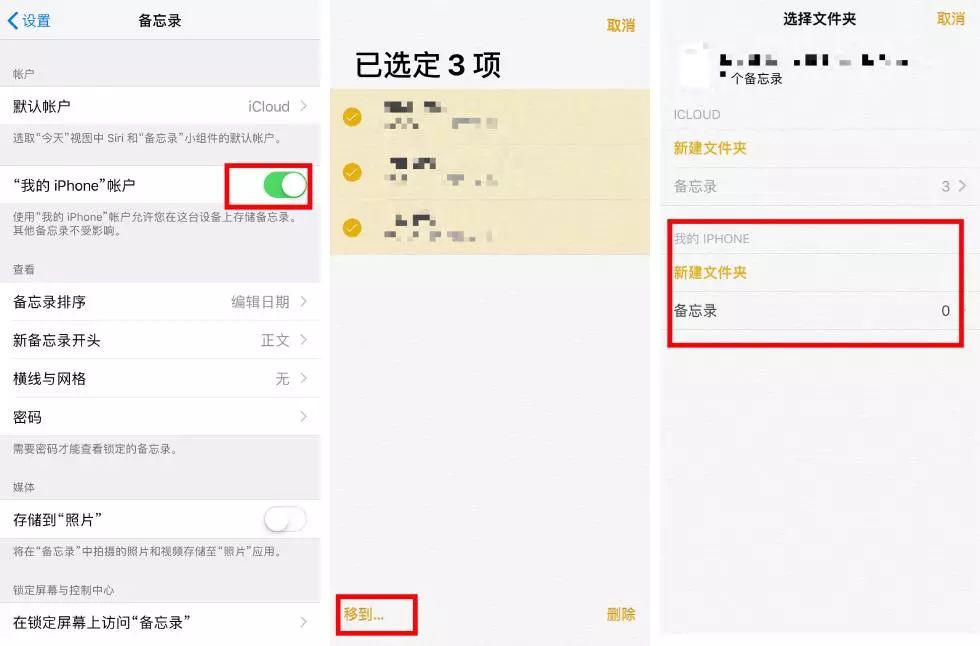 设置
备忘录
帐户
默认帐户 iCloud
选取“今天”视图中 Siri 和“备忘录”小组件的默认帐户。
“我的 iPhone”帐户
使用“我的 iPhone”帐户允许您在这台设备上存储备忘录。
其他备忘录不受影响。
查看
备忘录排序 编辑日期
新备忘录开头 正文
横线与网格 无
密码
需要密码才能查看锁定的备忘录。
媒体
存储到“照片”
将在“备忘录”中拍摄的照片和视频存储至“照片”应用。
锁定屏幕与控制中心
在锁定屏幕上访问“备忘录”
取消
已选定 3 项
移到...
删除
选择文件夹
取消
个备忘录
ICLOUD
新建文件夹
备忘录 3
我的 IPHONE
新建文件夹
备忘录 0